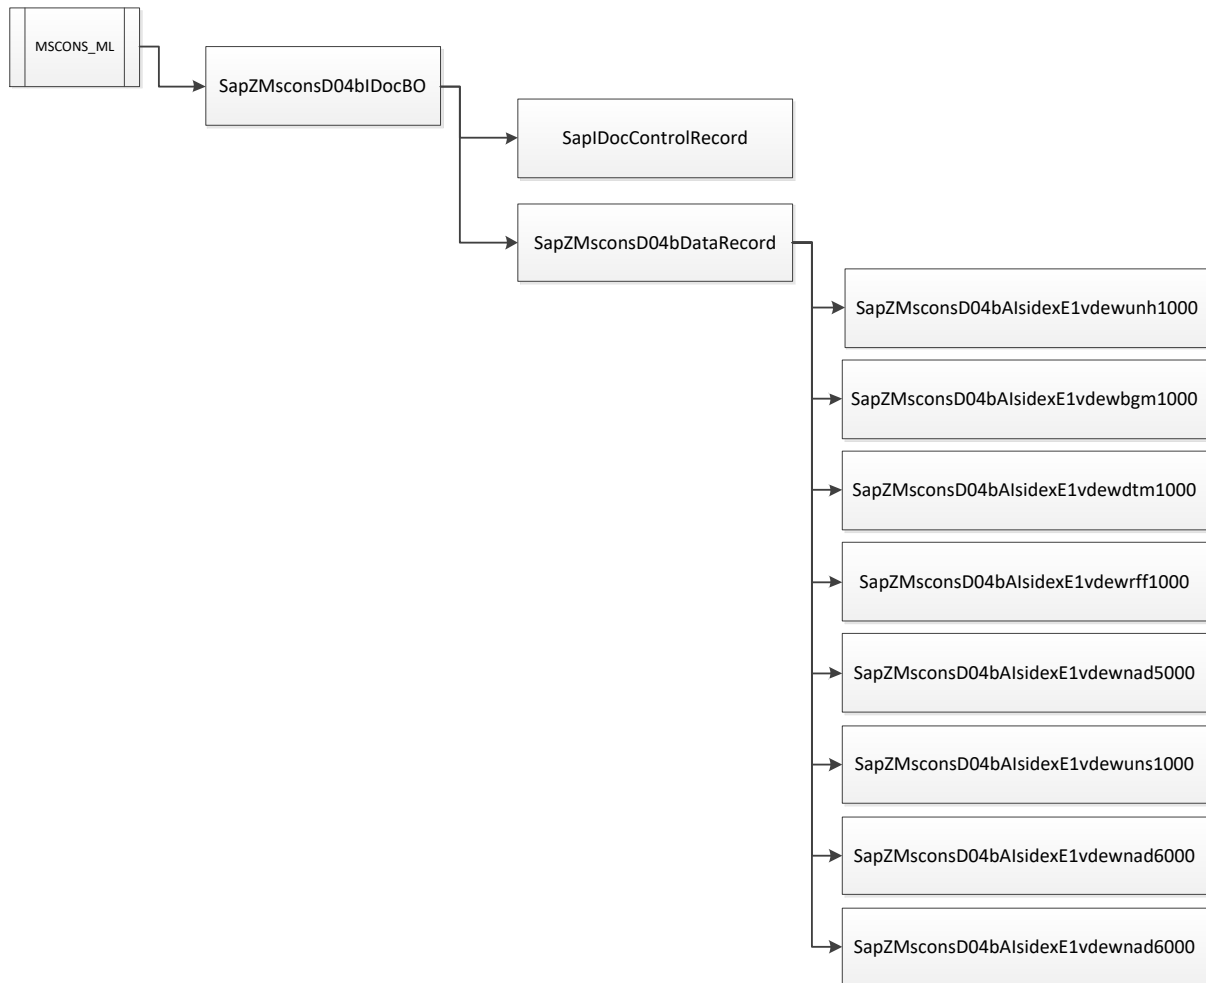 MSCONS_ML
SapZMsconsD04bIDocBO
SapIDocControlRecord
SapZMsconsD04bDataRecord
SapZMsconsD04bAIsidexE1vdewunh1000
SapZMsconsD04bAIsidexE1vdewbgm1000
SapZMsconsD04bAIsidexE1vdewdtm1000
SapZMsconsD04bAIsidexE1vdewrff1000
SapZMsconsD04bAIsidexE1vdewnad5000
SapZMsconsD04bAIsidexE1vdewuns1000
SapZMsconsD04bAIsidexE1vdewnad6000
SapZMsconsD04bAIsidexE1vdewnad6000